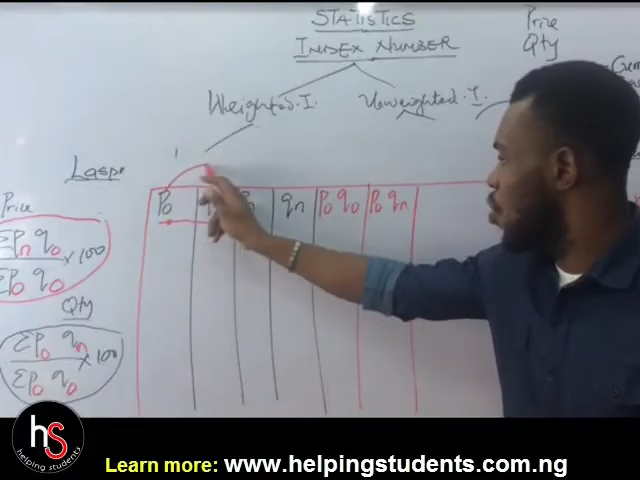 STATISTICS
INDEX NUMBER
Price
Qty
Weighted. I.
Unweighted. I.
Laspe
Price
ΣPn qo
ΣPo qo
× 100
Qty
ΣPo qn
ΣPo qo
× 100
Po
qn
Po qo
Po qn
hs
helping students
Learn more: www.helpingstudents.com.ng